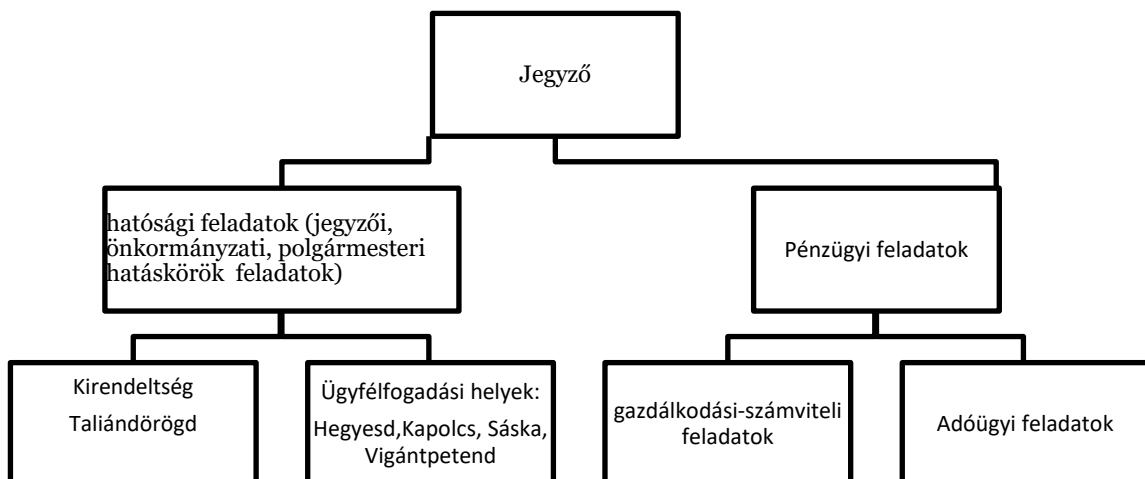 Jegyző
hatósági feladatok (jegyzői,
önkormányzati, polgármesteri
hatáskörök feladatok)
Pénzügyi feladatok
Kirendeltség
Taliándörögd
Ügyfélfogadási helyek:
Hegyesd,Kapolcs, Sáska,
Vigántpetend
gazdálkodási-számviteli
feladatok
Adóügyi feladatok